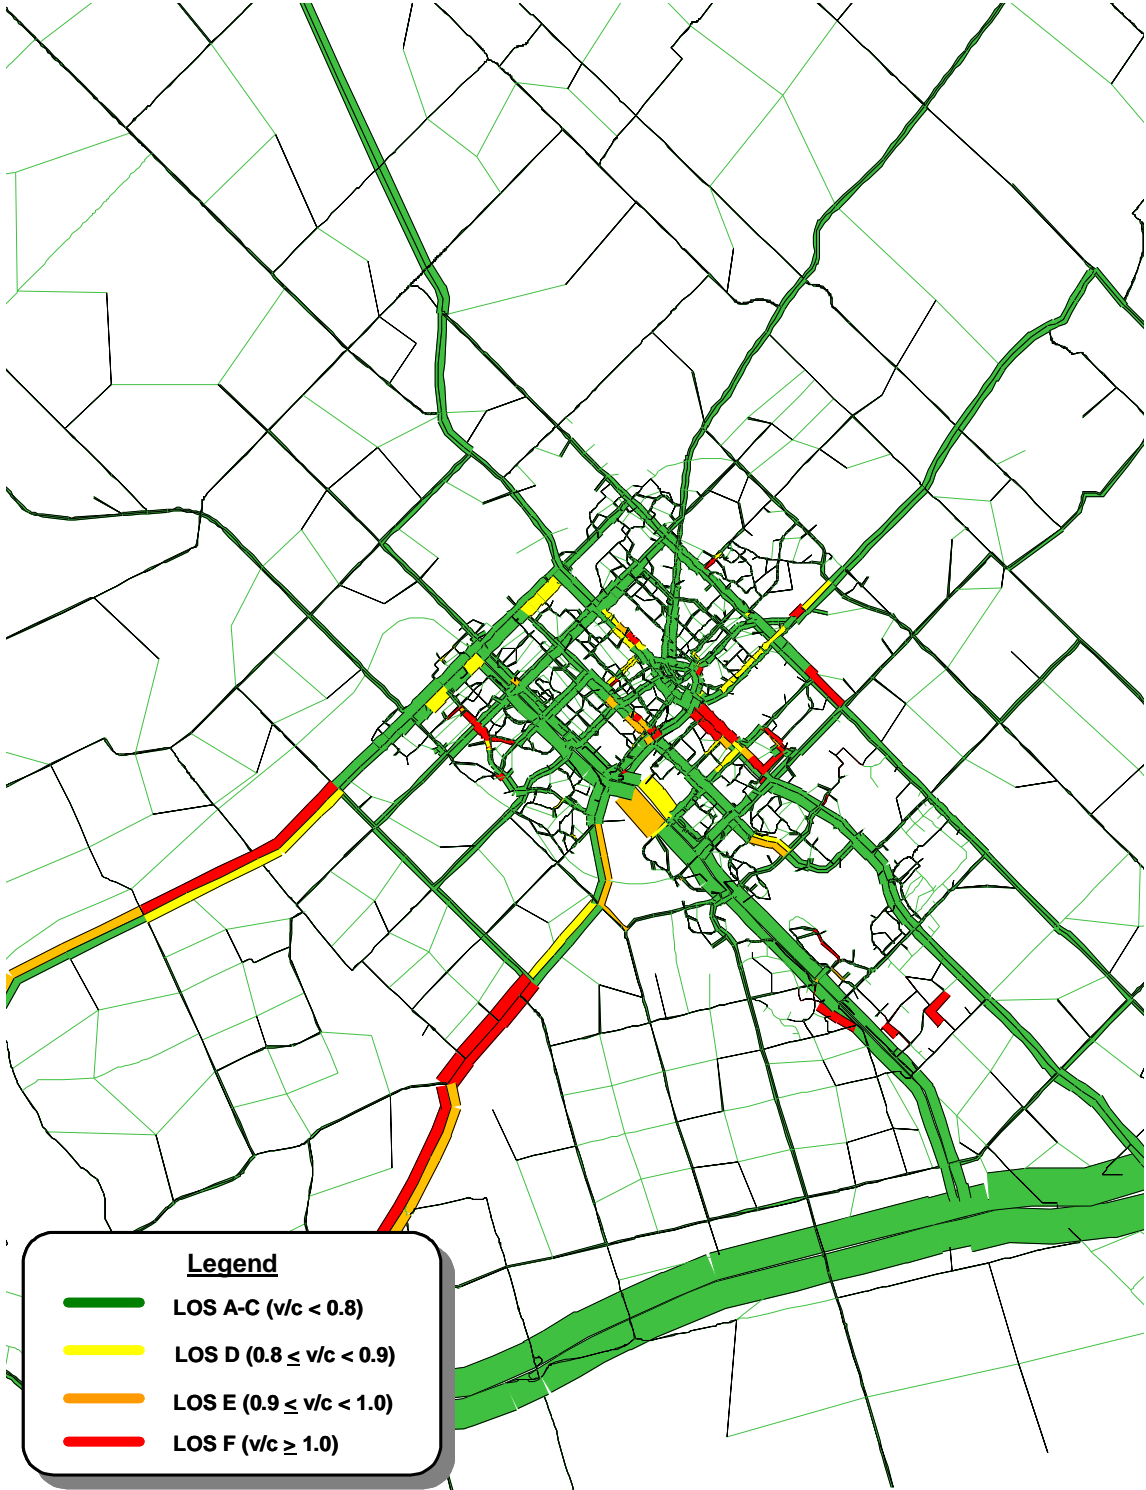 Legend
LOS A-C (v/c < 0.8)
LOS D (0.8 ≤ v/c < 0.9)
LOS E (0.9 ≤ v/c < 1.0)
LOS F (v/c ≥ 1.0)